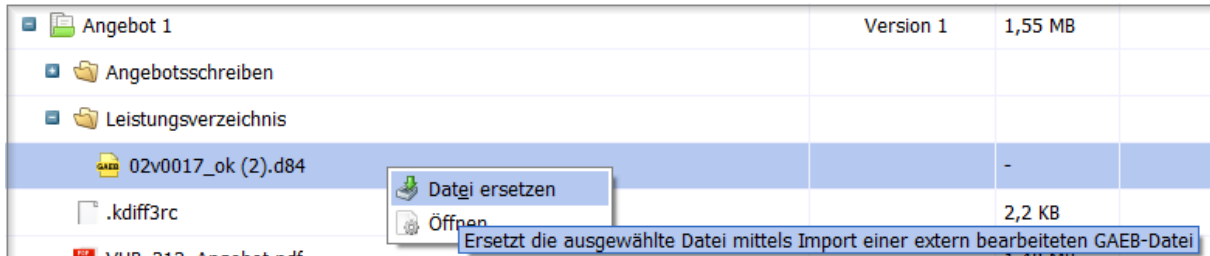 Angebot 1 Version 1 1,55 MB
Angebotsschreiben
Leistungsverzeichnis
GAEB 02v0017_ok (2).d84 -
Datei ersetzen
.kdiff3rc 2,2 KB
Öffnen
Ersetzt die ausgewählte Datei mittels Import einer extern bearbeiteten GAEB-Datei